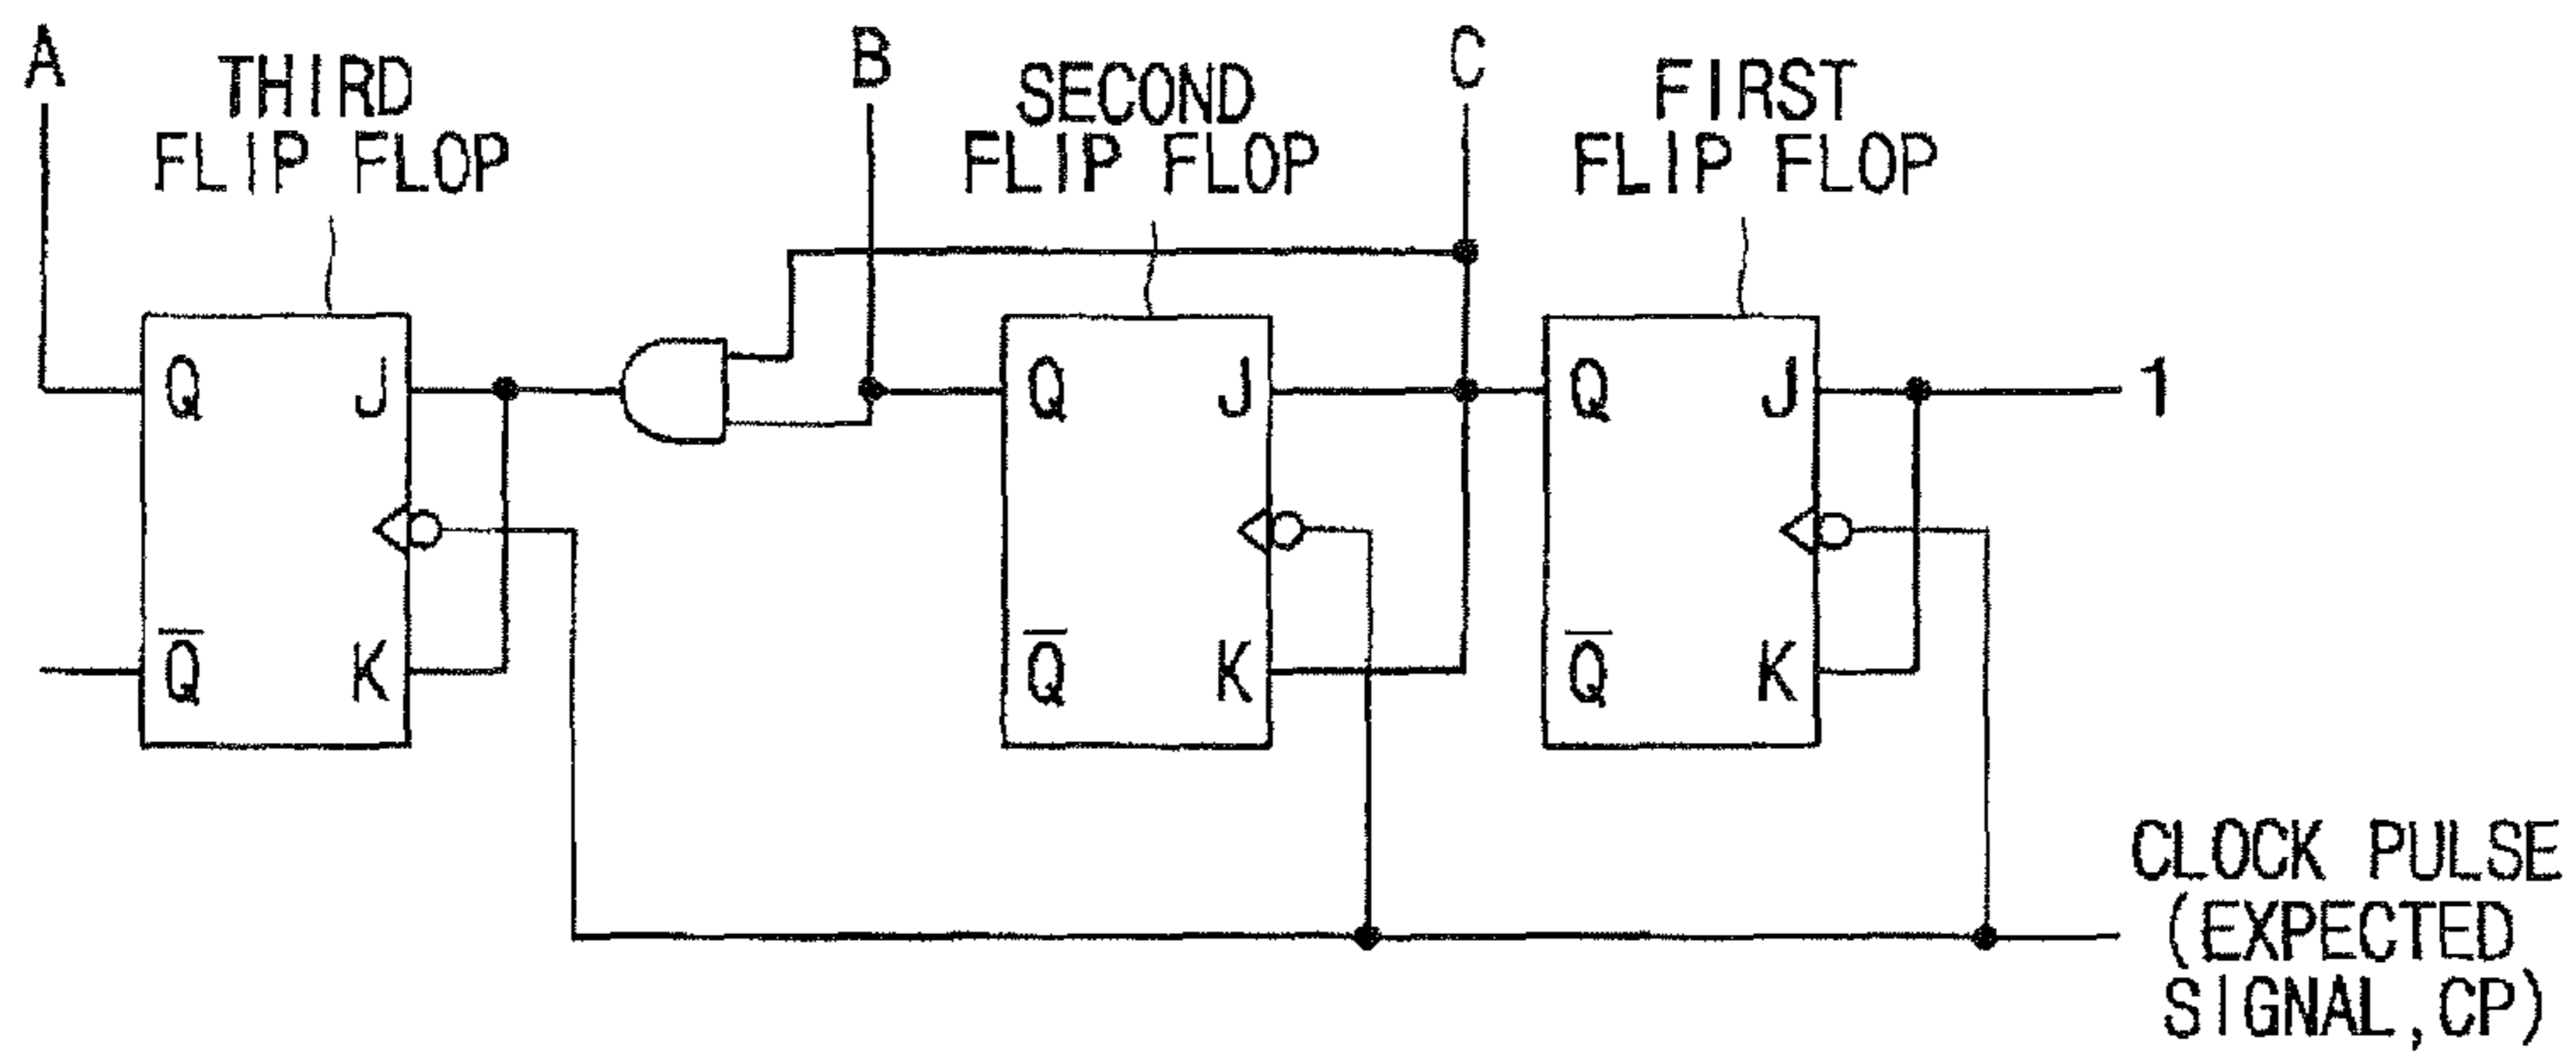 A
THIRD
FLIP FLOP
B
SECOND
FLIP FLOP
C
FIRST
FLIP FLOP
Q J
Q̅ K
Q J
Q̅ K
Q J
Q̅ K
1
CLOCK PULSE
(EXPECTED
SIGNAL,CP)